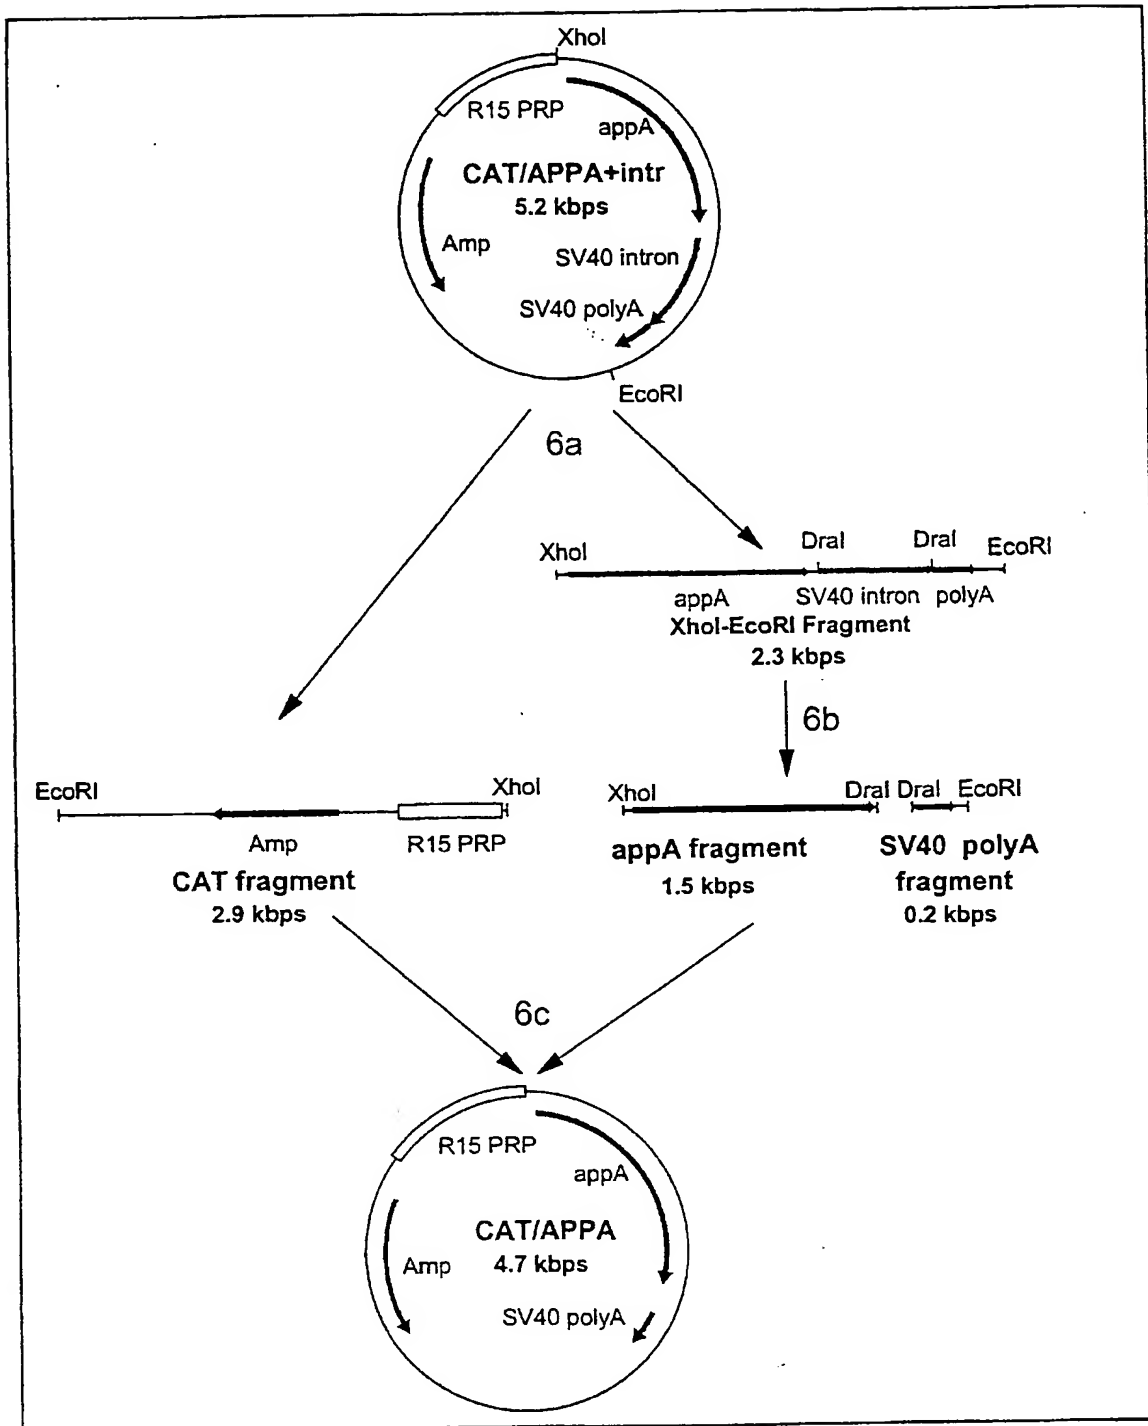 XhoI
R15 PRP
appA
CAT/APPA+intr
5.2 kbps
Amp
SV40 intron
SV40 polyA
EcoRI
6a
XhoI
DraI
DraI
EcoRI
appA
SV40 intron
polyA
XhoI-EcoRI Fragment
2.3 kbps
6b
EcoRI
XhoI
Amp
R15 PRP
CAT fragment
2.9 kbps
XhoI
DraI
DraI
EcoRI
appA fragment
1.5 kbps
SV40 polyA
fragment
0.2 kbps
6c
R15 PRP
appA
CAT/APPA
4.7 kbps
Amp
SV40 polyA